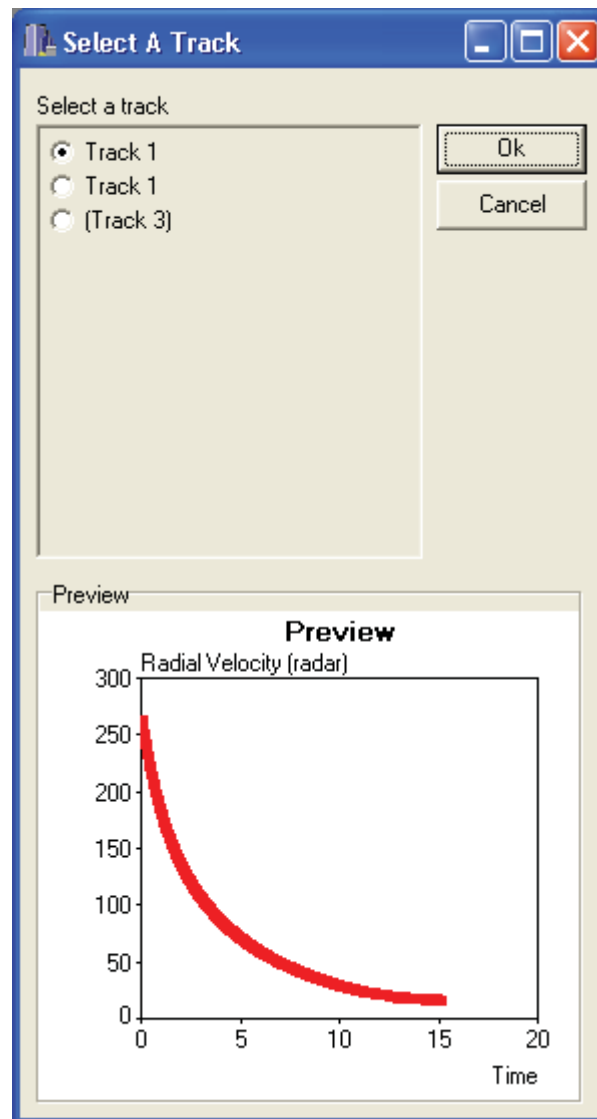 Select A Track
Select a track
Track 1
Track 1
(Track 3)
Ok
Cancel
Preview
Preview
Radial Velocity (radar)
300
250
200
150
100
50
0
0 5 10 15 20
Time